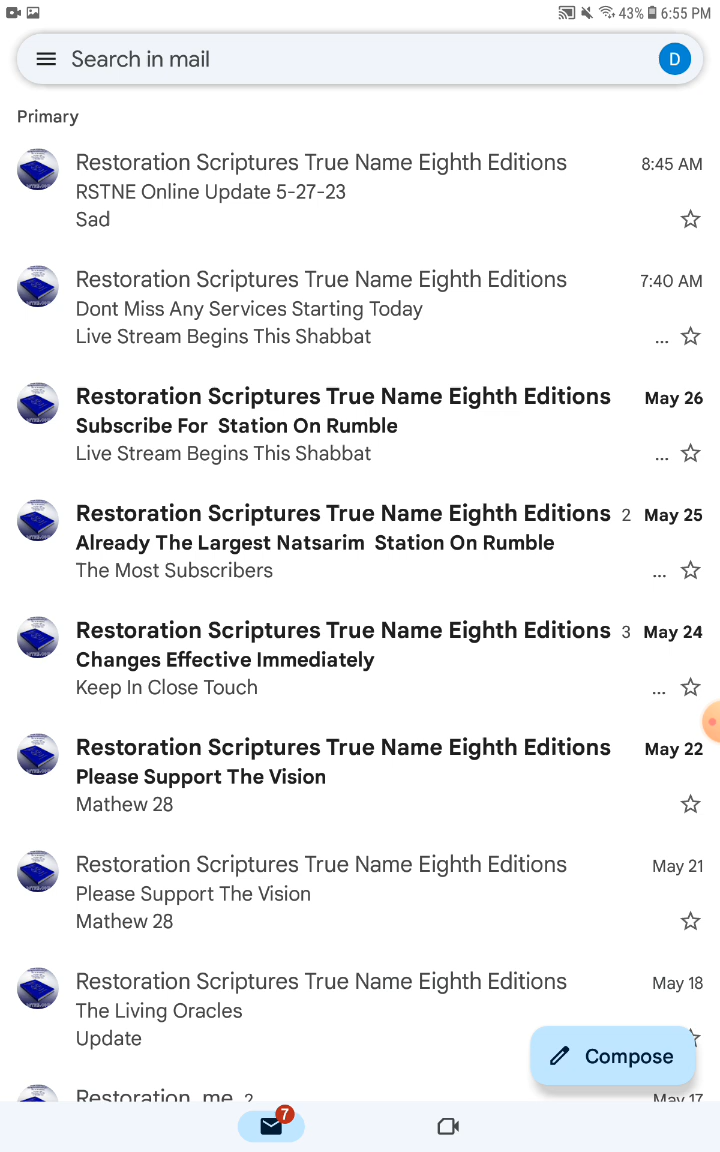 43% 6:55 PM
Search in mail
D
Primary
Restoration Scriptures True Name Eighth Editions 8:45 AM
RSTNE Online Update 5-27-23
Sad
Restoration Scriptures True Name Eighth Editions 7:40 AM
Dont Miss Any Services Starting Today
Live Stream Begins This Shabbat ...
Restoration Scriptures True Name Eighth Editions May 26
Subscribe For  Station On Rumble
Live Stream Begins This Shabbat ...
Restoration Scriptures True Name Eighth Editions 2 May 25
Already The Largest Natsarim  Station On Rumble
The Most Subscribers ...
Restoration Scriptures True Name Eighth Editions 3 May 24
Changes Effective Immediately
Keep In Close Touch ...
Restoration Scriptures True Name Eighth Editions May 22
Please Support The Vision
Mathew 28
Restoration Scriptures True Name Eighth Editions May 21
Please Support The Vision
Mathew 28
Restoration Scriptures True Name Eighth Editions May 18
The Living Oracles
Update
Compose
Restoration, me 2 May 17
7